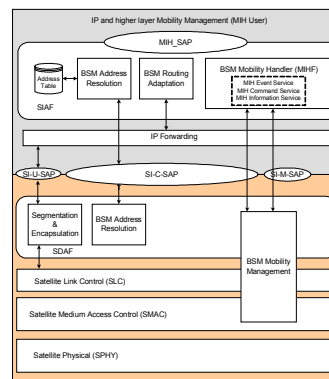 IP and higher layer Mobility Management (MIH User)
MIH_SAP
Address
Table
BSM Address
Resolution
BSM Routing
Adaptation
BSM Mobility Handler (MIHF)
MIH Event Service
MIH Command Service
MIH Information Service
SIAF
IP Forwarding
SI-U-SAP
SI-C-SAP
SI-M-SAP
Segmentation
&
Encapsulation
BSM Address
Resolution
SDAF
BSM Mobility
Management
Satellite Link Control (SLC)
Satellite Medium Access Control (SMAC)
Satellite Physical (SPHY)